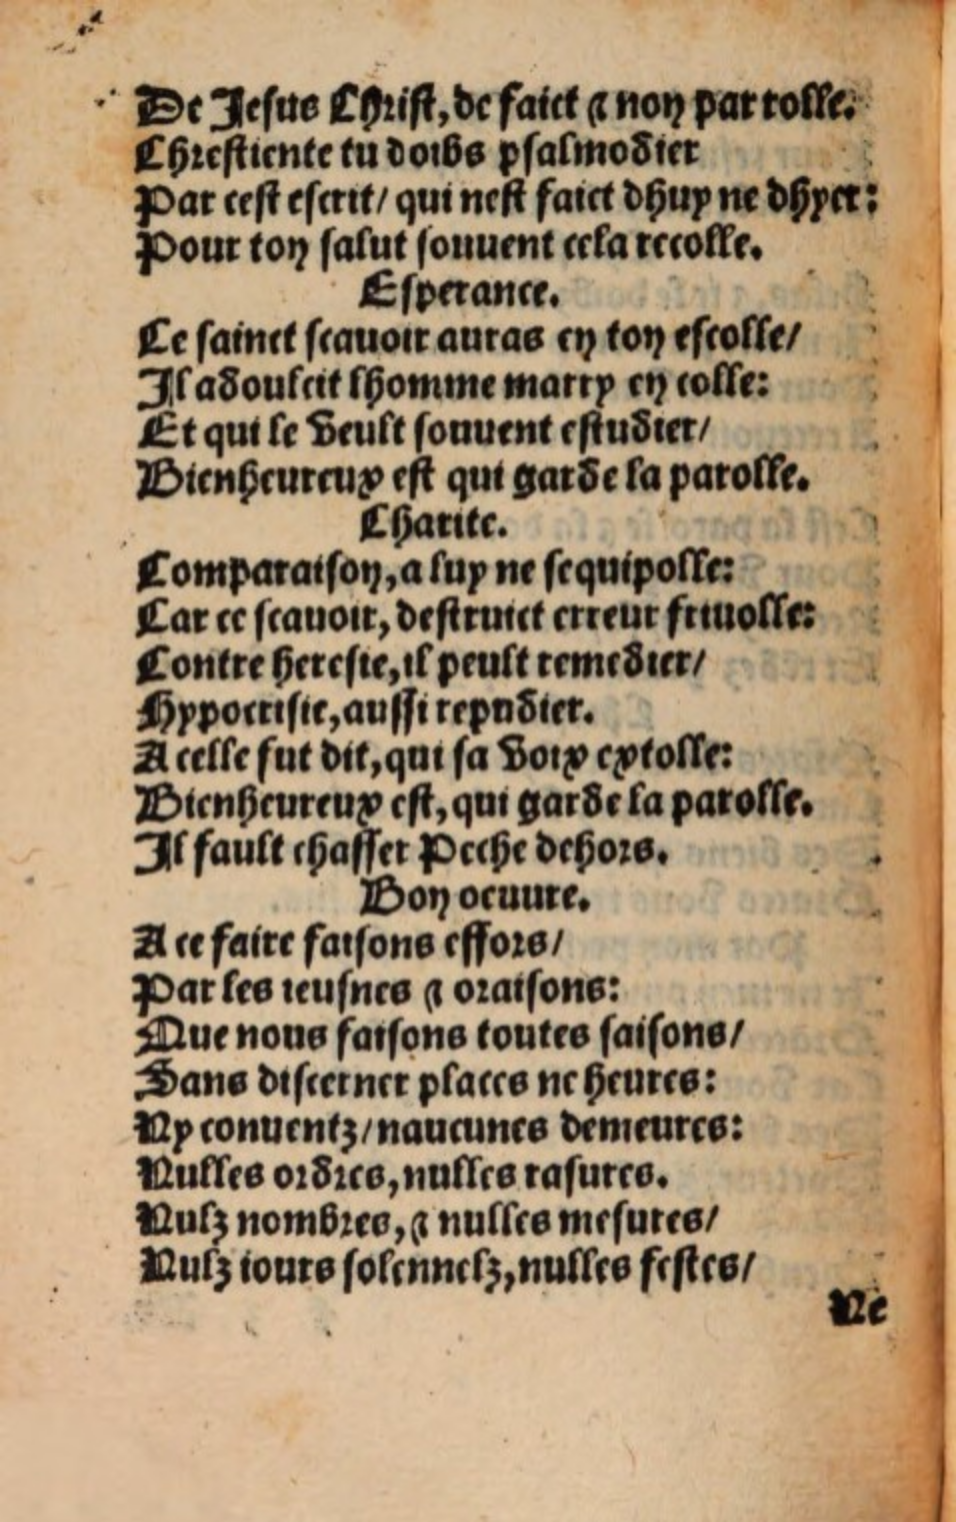 De Jesus Christ, de faict & non par rolle.
Chrestiente tu doibs psalmodier
Par cest escrit/ qui nest faict dhuy ne dhyer:
Pour ton salut souuent cela recolle.
Esperance.
Ce sainct scauoir auras en ton escolle/
Il adoulcit lhomme marry en colle:
Et qui le veult souuent estudier/
Bienheureux est qui garde la parolle.
Charite.
Comparaison, a luy ne sequipolle:
Car ce scauoir, destruict erreur friuolle:
Contre heresie, il peult remedier/
Hypocrisie, aussi repudier.
A celle fut dit, qui sa voix extolle:
Bienheureux est, qui garde la parolle.
Il fault chasser Peche dehors.
Bon oeuure.
A ce faire faisons effors/
Par les ieusnes & oraisons:
Que nous faisons toutes saisons/
Sans discerner places ne heures:
Ny conuentz/ naucunes demeures:
Nulles ordres, nulles rasures.
Nulz nombres, & nulles mesures/
Nulz iours solennelz, nulles festes/
Ne